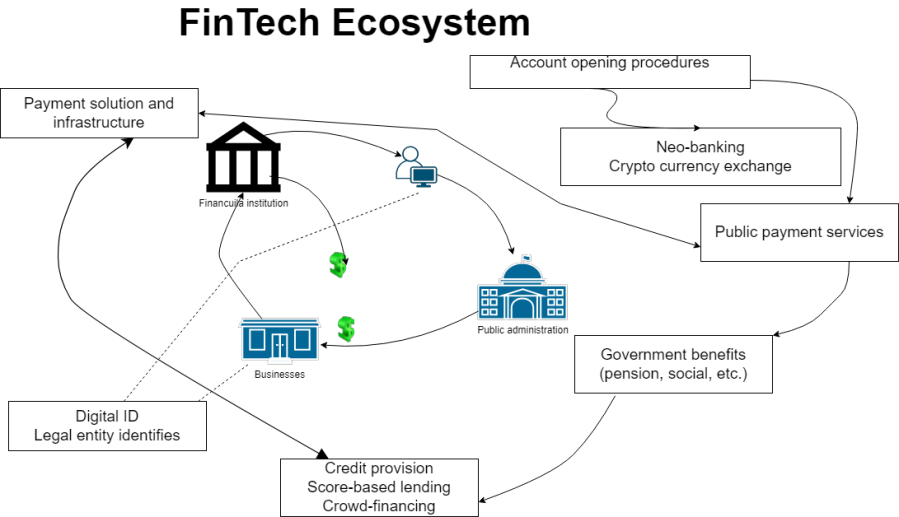 FinTech Ecosystem
Account opening procedures
Payment solution and
infrastructure
Neo-banking
Crypto currency exchange
Financuila institution
Public payment services
Public administration
Government benefits
(pension, social, etc.)
Businesses
Digital ID
Legal entity identifies
Credit provision
Score-based lending
Crowd-financing